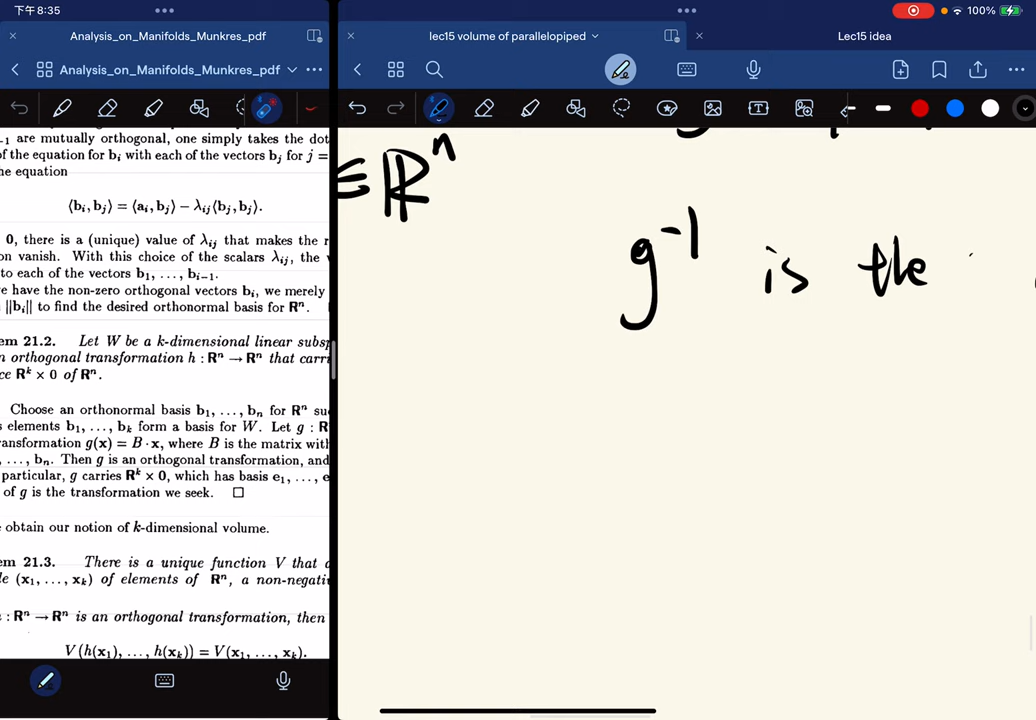 下午8:35
100%
Analysis_on_Manifolds_Munkres_pdf
lec15 volume of parallelopiped
Lec15 idea
Analysis_on_Manifolds_Munkres_pdf
-1 are mutually orthogonal, one simply takes the dot
of the equation for bᵢ with each of the vectors bⱼ for j =
he equation
⟨bᵢ, bⱼ⟩ = ⟨aᵢ, bⱼ⟩ − λᵢⱼ⟨bⱼ, bⱼ⟩.
0, there is a (unique) value of λᵢⱼ that makes the r
on vanish. With this choice of the scalars λᵢⱼ, the
to each of the vectors b₁, . . . , bᵢ₋₁.
e have the non-zero orthogonal vectors bᵢ, we merely
‖bᵢ‖ to find the desired orthonormal basis for Rⁿ.
em 21.2. Let W be a k-dimensional linear subsp
n orthogonal transformation h : Rⁿ → Rⁿ that carri
ce Rᵏ × 0 of Rⁿ.
Choose an orthonormal basis b₁, . . . , bₙ for Rⁿ su
s elements b₁, . . . , bₖ form a basis for W. Let g : R
ransformation g(x) = B · x, where B is the matrix with
, . . . , bₙ. Then g is an orthogonal transformation, and
particular, g carries Rᵏ × 0, which has basis e₁, . . . , e
of g is the transformation we seek. □
e obtain our notion of k-dimensional volume.
em 21.3. There is a unique function V that
le (x₁, . . . , xₖ) of elements of Rⁿ, a non-negati
: Rⁿ → Rⁿ is an orthogonal transformation, then
V(h(x₁), . . . , h(xₖ)) = V(x₁, . . . , xₖ).
∈ ℝⁿ
g⁻¹ is the